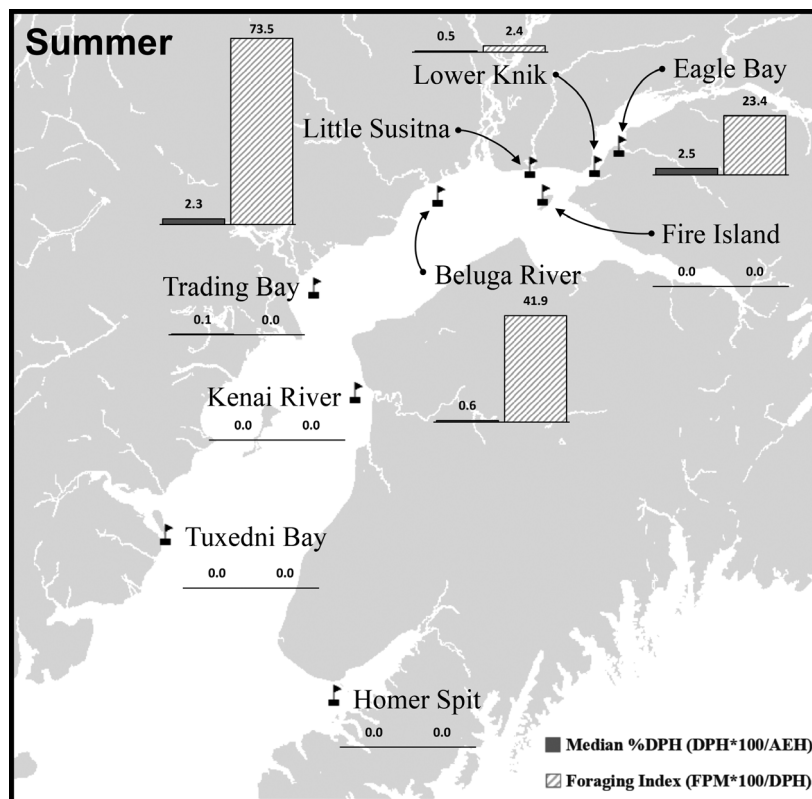 Summer
73.5
2.3
0.5 2.4
Lower Knik
Eagle Bay
23.4
2.5
Little Susitna
Fire Island
0.0 0.0
Beluga River
41.9
0.6
Trading Bay
0.1 0.0
Kenai River
0.0 0.0
Tuxedni Bay
0.0 0.0
Homer Spit
0.0 0.0
Median %DPH (DPH*100/AEH)
Foraging Index (FPM*100/DPH)